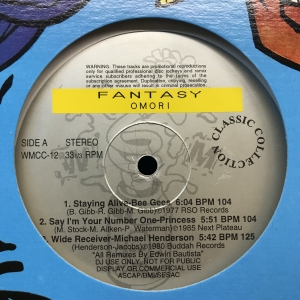 WARNING: These tracks are promotional reproductions
only for qualified professional disc jockeys and remix
service subscribers adhering to the terms of the
subscription agreement. Dubbing, copying, reselling
or any other misuse will result in criminal prosecution.
FANTASY
OMORI
CLASSIC COLLECTION
SIDE A STEREO
WMCC-12 33 1/3 RPM
1. Staying Alive-Bee Gees 6:04 BPM 104
(B. Gibb-R. Gibb-M. Gibb)©1977 RSO Records
2. Say I'm Your Number One-Princess 5:51 BPM 104
(M. Stock-M. Aitken-P. Waterman)©1985 Next Plateau
3. Wide Receiver-Michael Henderson 5:42 BPM 125
(Henderson-Jacobs)©1980 Buddah Records
"All Remixes By Edwin Bautista"
DJ USE ONLY. NOT FOR PUBLIC
DISPLAY OR COMMERCIAL USE
ASCAP/BMI/SESAC